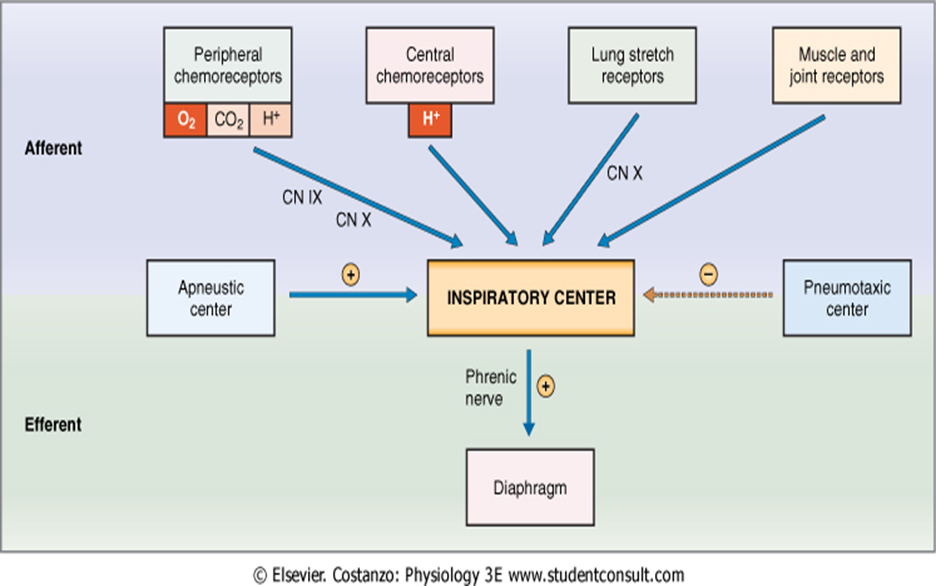 Peripheral
chemoreceptors
O2 CO2 H+
Central
chemoreceptors
H+
Lung stretch
receptors
Muscle and
joint receptors
Afferent
CN IX
CN X
CN X
Apneustic
center
+
INSPIRATORY CENTER
−
Pneumotaxic
center
Phrenic
nerve
+
Efferent
Diaphragm
© Elsevier. Costanzo: Physiology 3E www.studentconsult.com